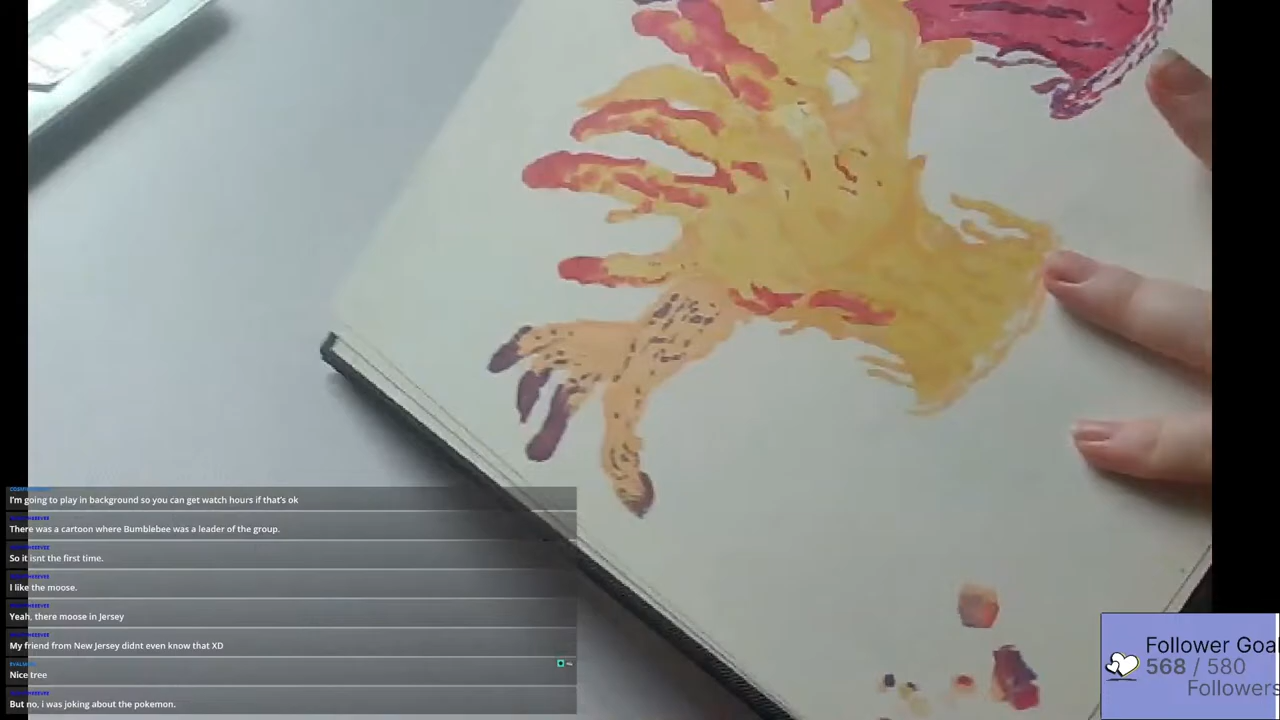 I'm going to play in background so you can get watch hours if that's ok
There was a cartoon where Bumblebee was a leader of the group.
So it isnt the first time.
I like the moose.
Yeah, there moose in Jersey
My friend from New Jersey didnt even know that XD
Nice tree
But no, i was joking about the pokemon.
Follower Goa
568 / 580
Followers